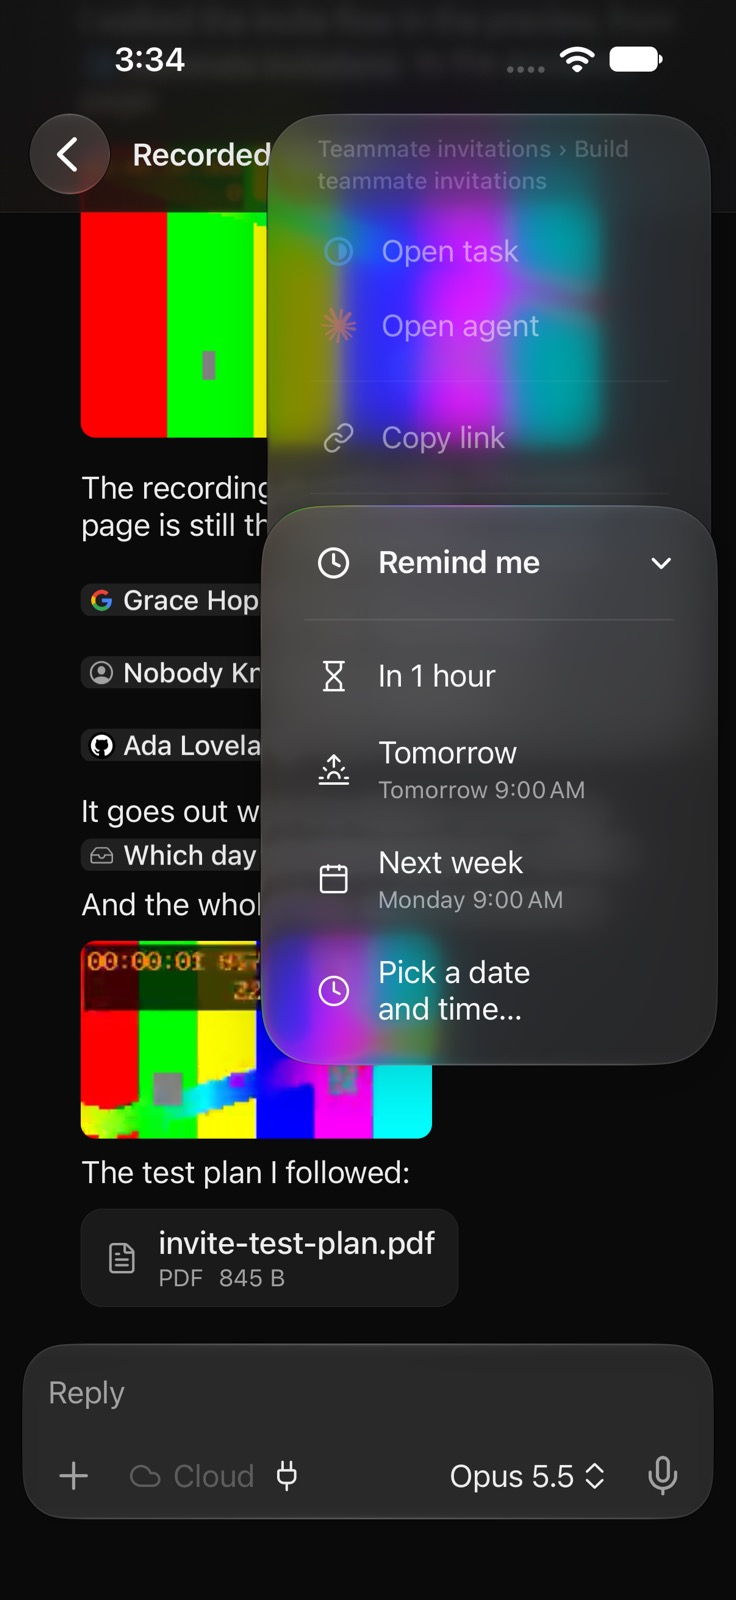 3:34
Recorded
Teammate invitations › Build
teammate invitations
Open task
Open agent
Copy link
The recording
page is still th
Remind me
Grace Hop
In 1 hour
Nobody Kr
Tomorrow
Tomorrow 9:00 AM
Ada Lovela
It goes out w
Which day
Next week
Monday 9:00 AM
And the whol
00:00:01
Pick a date
and time...
The test plan I followed:
invite-test-plan.pdf
PDF 845 B
Reply
Cloud
Opus 5.5